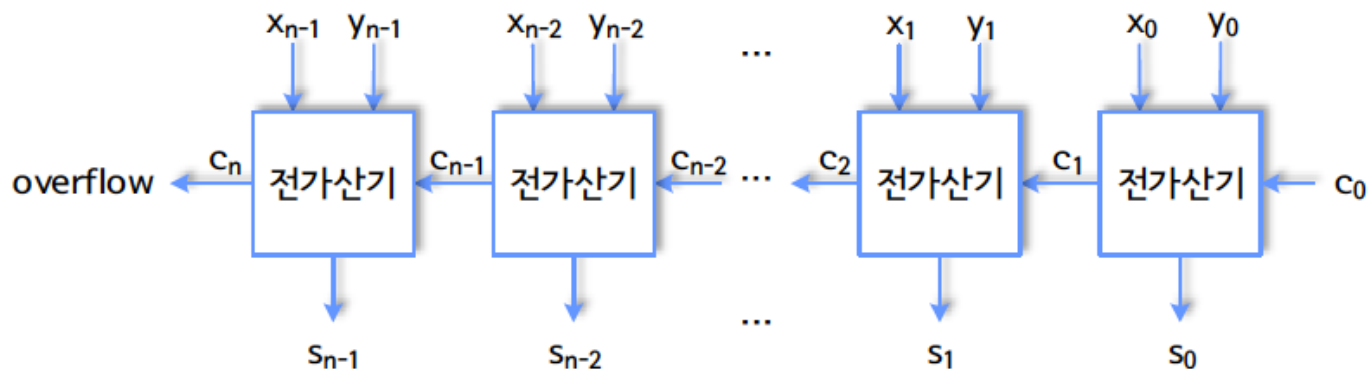 xₙ₋₁ yₙ₋₁ xₙ₋₂ yₙ₋₂ ... x₁ y₁ x₀ y₀
overflow cₙ 전가산기 cₙ₋₁ 전가산기 cₙ₋₂ ... c₂ 전가산기 c₁ 전가산기 c₀
sₙ₋₁ sₙ₋₂ ... s₁ s₀